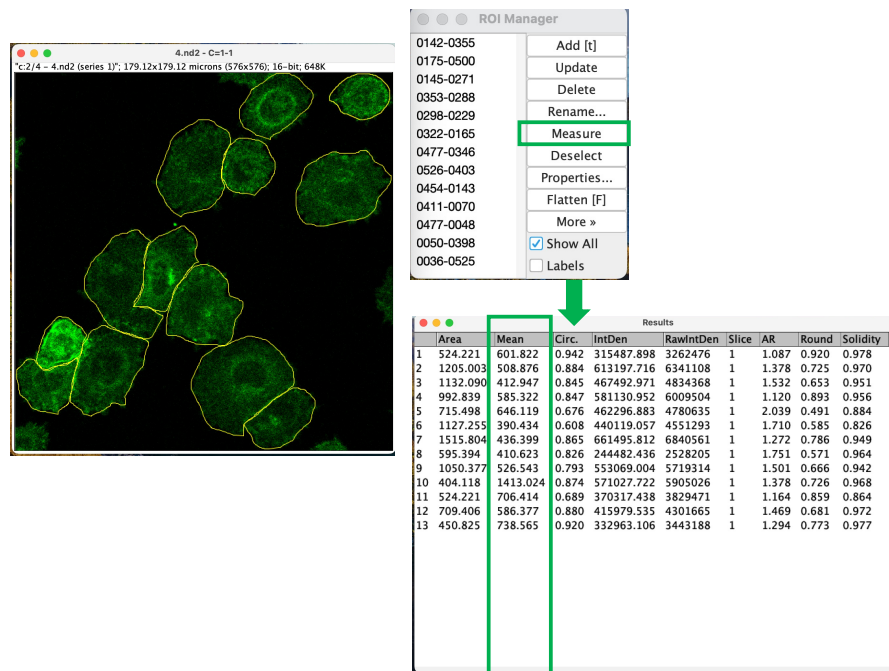 4.nd2 - C=1-1
"c:2/4 - 4.nd2 (series 1)"; 179.12x179.12 microns (576x576); 16-bit; 648K
ROI Manager
0142-0355
0175-0500
0145-0271
0353-0288
0298-0229
0322-0165
0477-0346
0526-0403
0454-0143
0411-0070
0477-0048
0050-0398
0036-0525
Add [t]
Update
Delete
Rename...
Measure
Deselect
Properties...
Flatten [F]
More »
Show All
Labels
Results
Area Mean Circ. IntDen RawIntDen Slice AR Round Solidity
1 524.221 601.822 0.942 315487.898 3262476 1 1.087 0.920 0.978
2 1205.003 508.876 0.884 613197.716 6341108 1 1.378 0.725 0.970
3 1132.090 412.947 0.845 467492.971 4834368 1 1.532 0.653 0.951
4 992.839 585.322 0.847 581130.952 6009504 1 1.120 0.893 0.956
5 715.498 646.119 0.676 462296.883 4780635 1 2.039 0.491 0.884
6 1127.255 390.434 0.608 440119.057 4551293 1 1.710 0.585 0.826
7 1515.804 436.399 0.865 661495.812 6840561 1 1.272 0.786 0.949
8 595.394 410.623 0.826 244482.436 2528205 1 1.751 0.571 0.964
9 1050.377 526.543 0.793 553069.004 5719314 1 1.501 0.666 0.942
10 404.118 1413.024 0.874 571027.722 5905026 1 1.378 0.726 0.968
11 524.221 706.414 0.689 370317.438 3829471 1 1.164 0.859 0.864
12 709.406 586.377 0.880 415979.535 4301665 1 1.469 0.681 0.972
13 450.825 738.565 0.920 332963.106 3443188 1 1.294 0.773 0.977